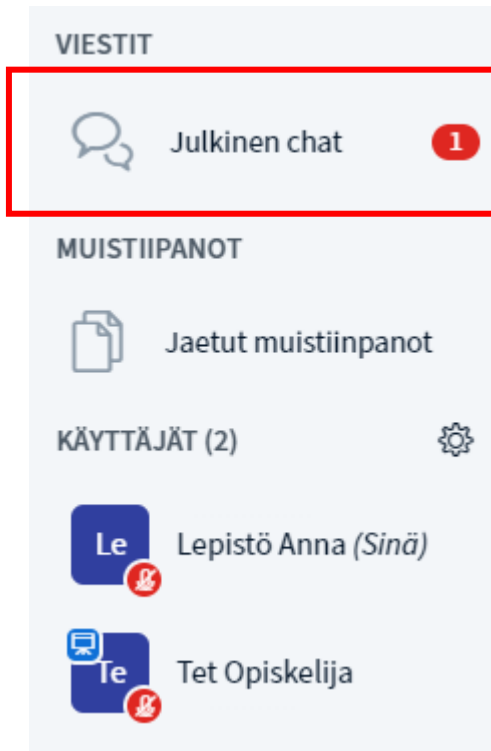 VIESTIT
Julkinen chat 1
MUISTIIPANOT
Jaetut muistiinpanot
KÄYTTÄJÄT (2)
Le Lepistö Anna (Sinä)
Te Tet Opiskelija